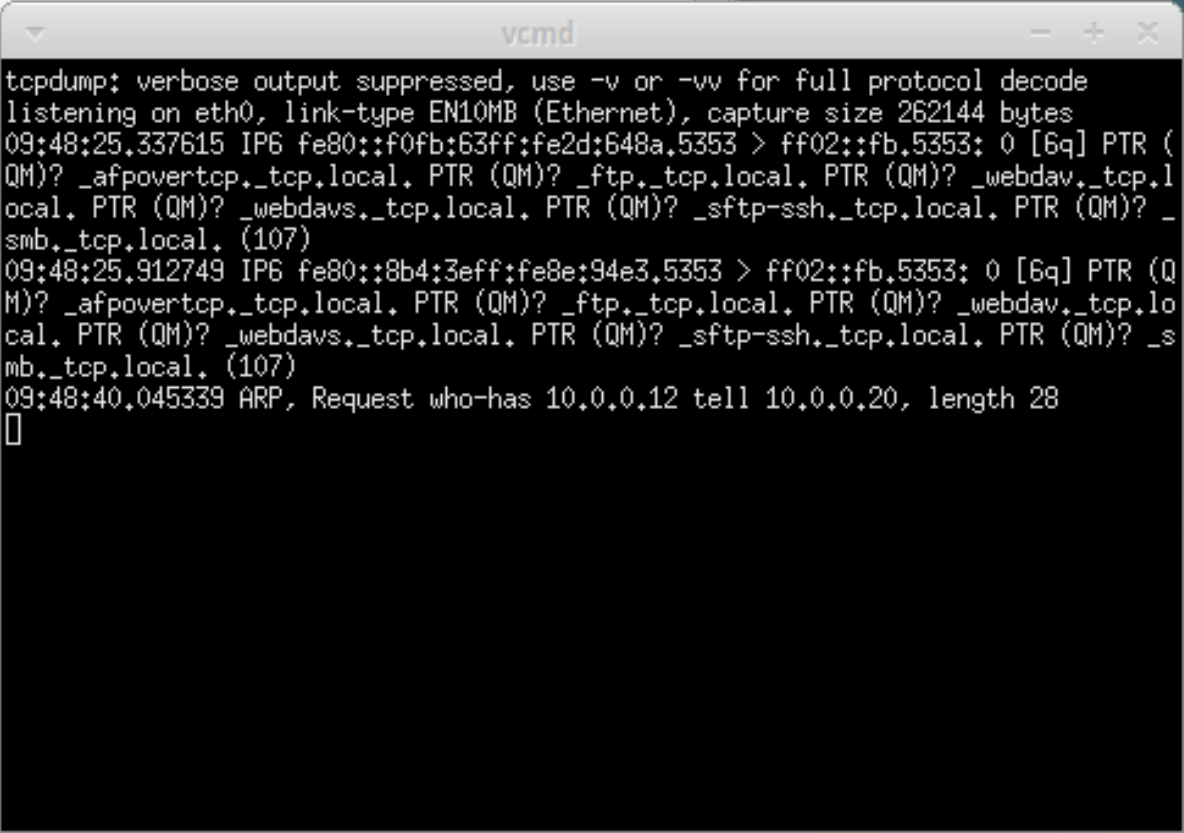 vcmd
tcpdump: verbose output suppressed, use -v or -vv for full protocol decode
listening on eth0, link-type EN10MB (Ethernet), capture size 262144 bytes
09:48:25.337615 IP6 fe80::f0fb:63ff:fe2d:648a.5353 > ff02::fb.5353: 0 [6q] PTR (
QM)? _afpovertcp._tcp.local. PTR (QM)? _ftp._tcp.local. PTR (QM)? _webdav._tcp.l
ocal. PTR (QM)? _webdavs._tcp.local. PTR (QM)? _sftp-ssh._tcp.local. PTR (QM)? _
smb._tcp.local. (107)
09:48:25.912749 IP6 fe80::8b4:3eff:fe8e:94e3.5353 > ff02::fb.5353: 0 [6q] PTR (Q
M)? _afpovertcp._tcp.local. PTR (QM)? _ftp._tcp.local. PTR (QM)? _webdav._tcp.lo
cal. PTR (QM)? _webdavs._tcp.local. PTR (QM)? _sftp-ssh._tcp.local. PTR (QM)? _s
mb._tcp.local. (107)
09:48:40.045339 ARP, Request who-has 10.0.0.12 tell 10.0.0.20, length 28